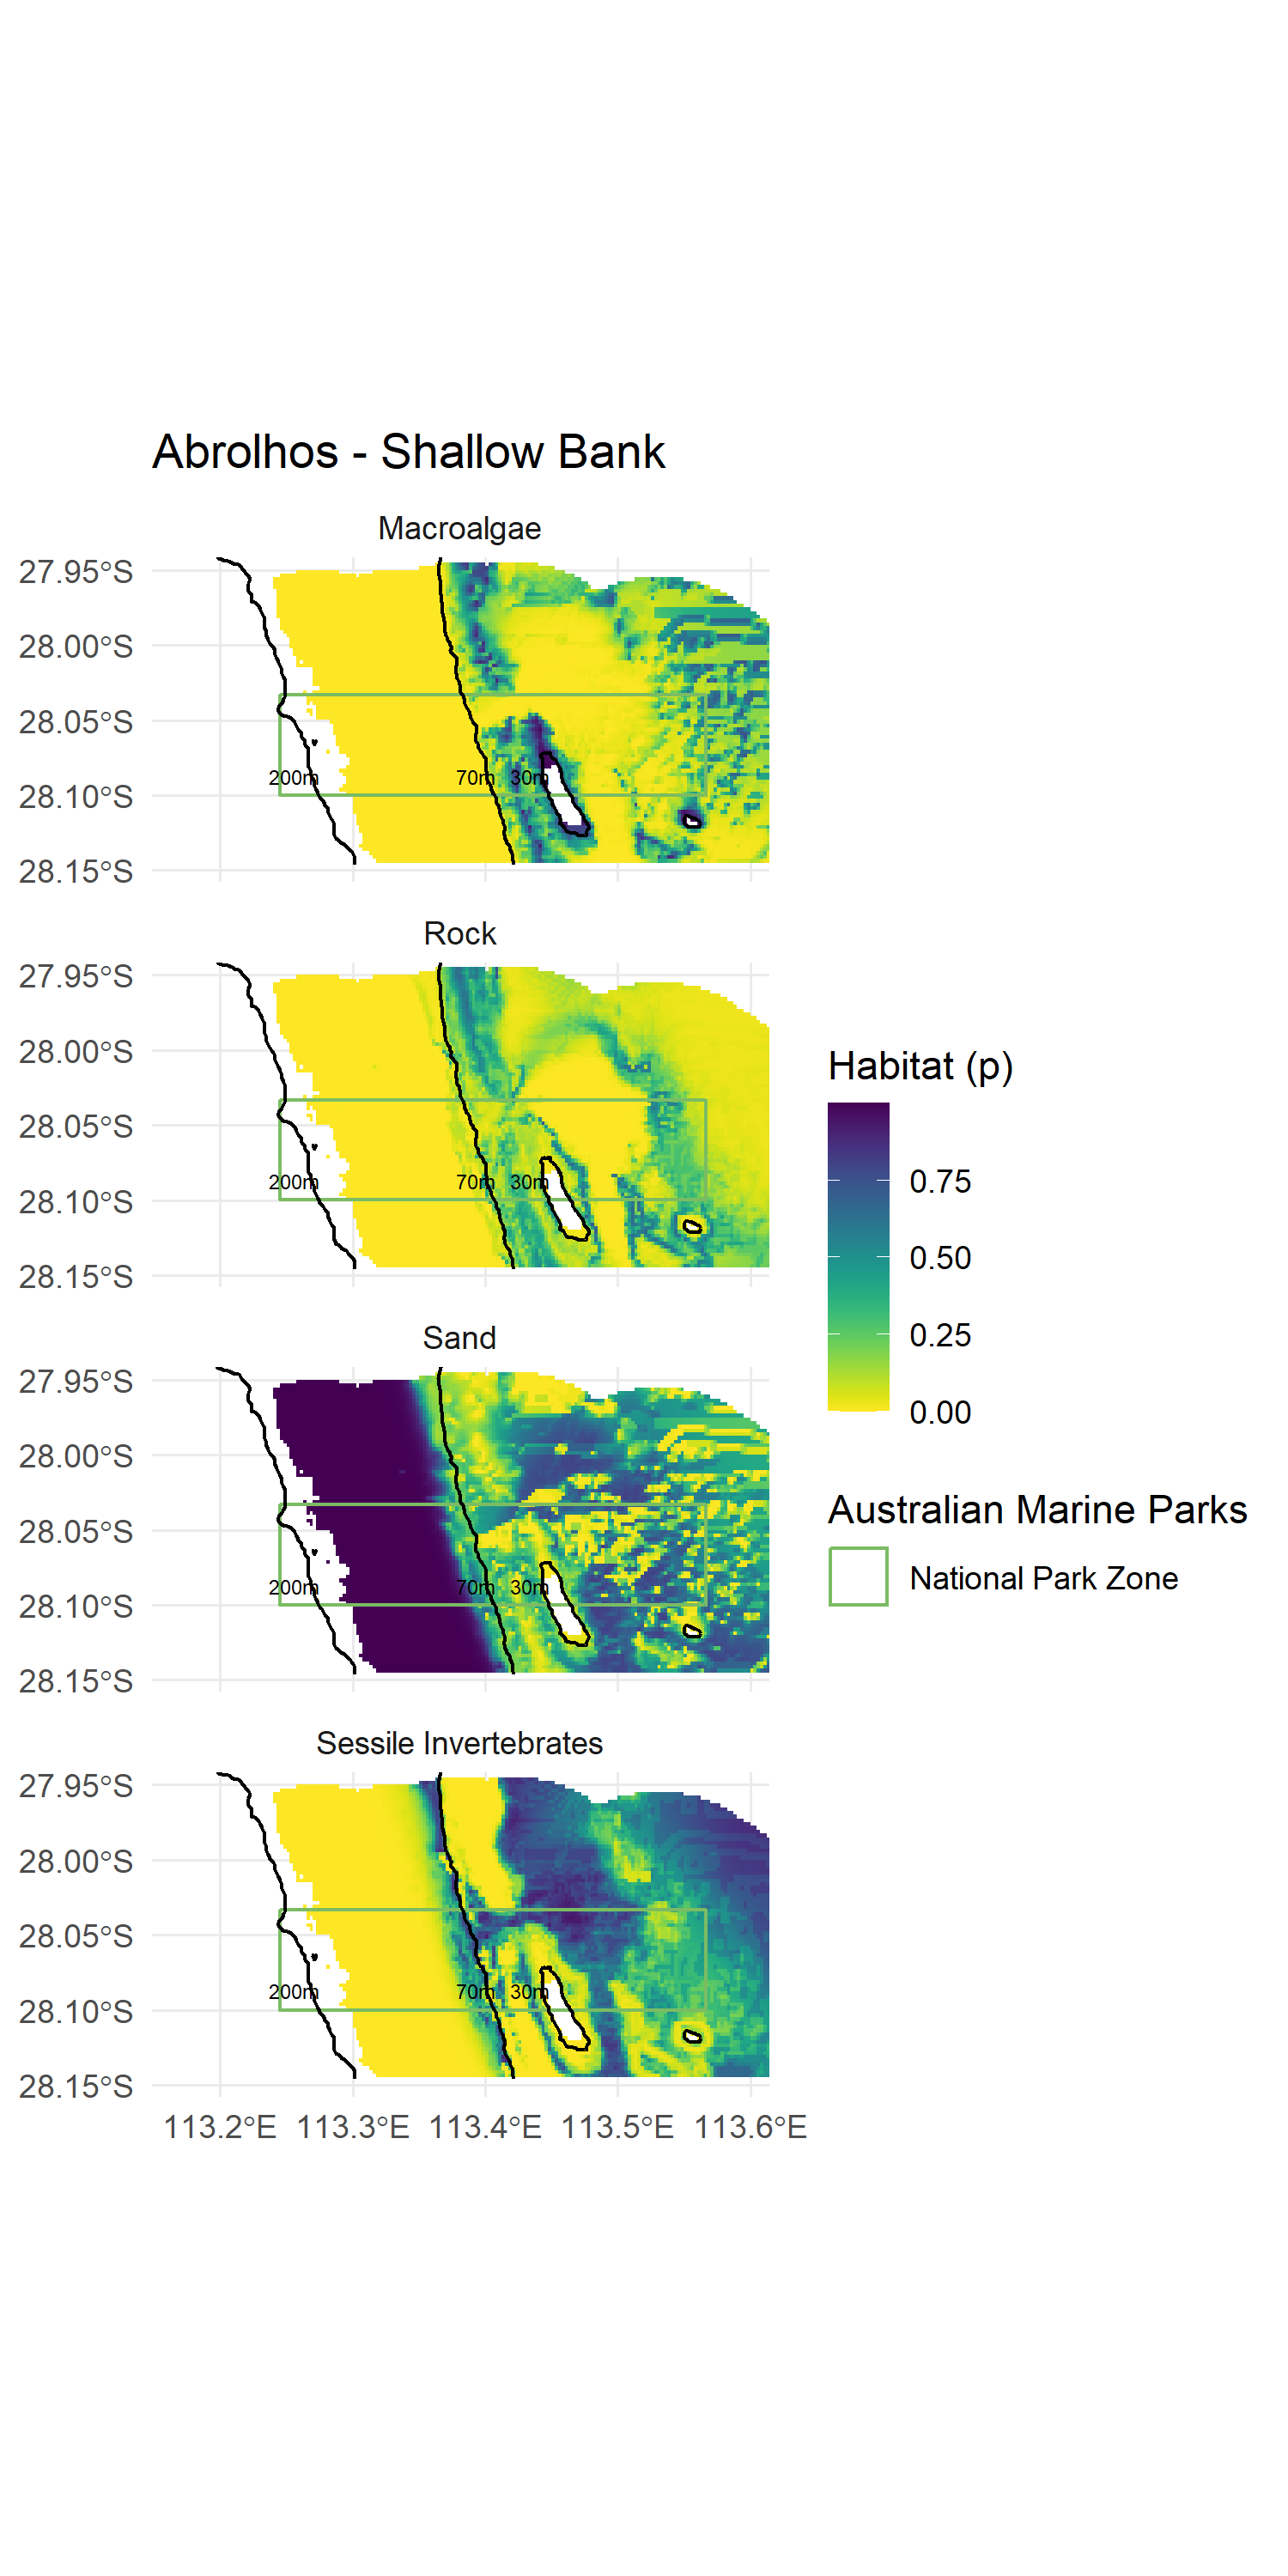 Abrolhos - Shallow Bank
Macroalgae
27.95°S
28.00°S
28.05°S
28.10°S
28.15°S
200m
70m
30m
Rock
27.95°S
28.00°S
28.05°S
28.10°S
28.15°S
200m
70m
30m
Sand
27.95°S
28.00°S
28.05°S
28.10°S
28.15°S
200m
70m
30m
Sessile Invertebrates
27.95°S
28.00°S
28.05°S
28.10°S
28.15°S
200m
70m
30m
113.2°E 113.3°E 113.4°E 113.5°E 113.6°E
Habitat (p)
0.75
0.50
0.25
0.00
Australian Marine Parks
National Park Zone